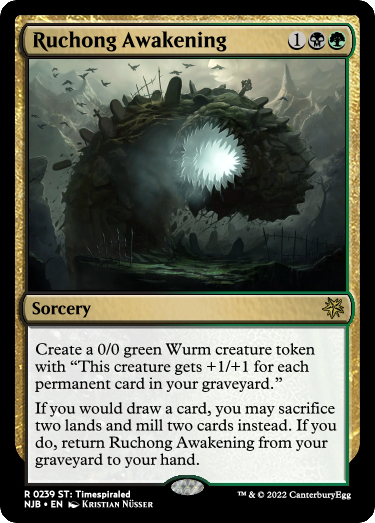 Ruchong Awakening 1
Sorcery
Create a 0/0 green Wurm creature token
with “This creature gets +1/+1 for each
permanent card in your graveyard.”
If you would draw a card, you may sacrifice
two lands and mill two cards instead. If you
do, return Ruchong Awakening from your
graveyard to your hand.
R 0239 ST: Timespiraled
NJB • EN Kristian Nüsser
™ & © 2022 CanterburyEgg